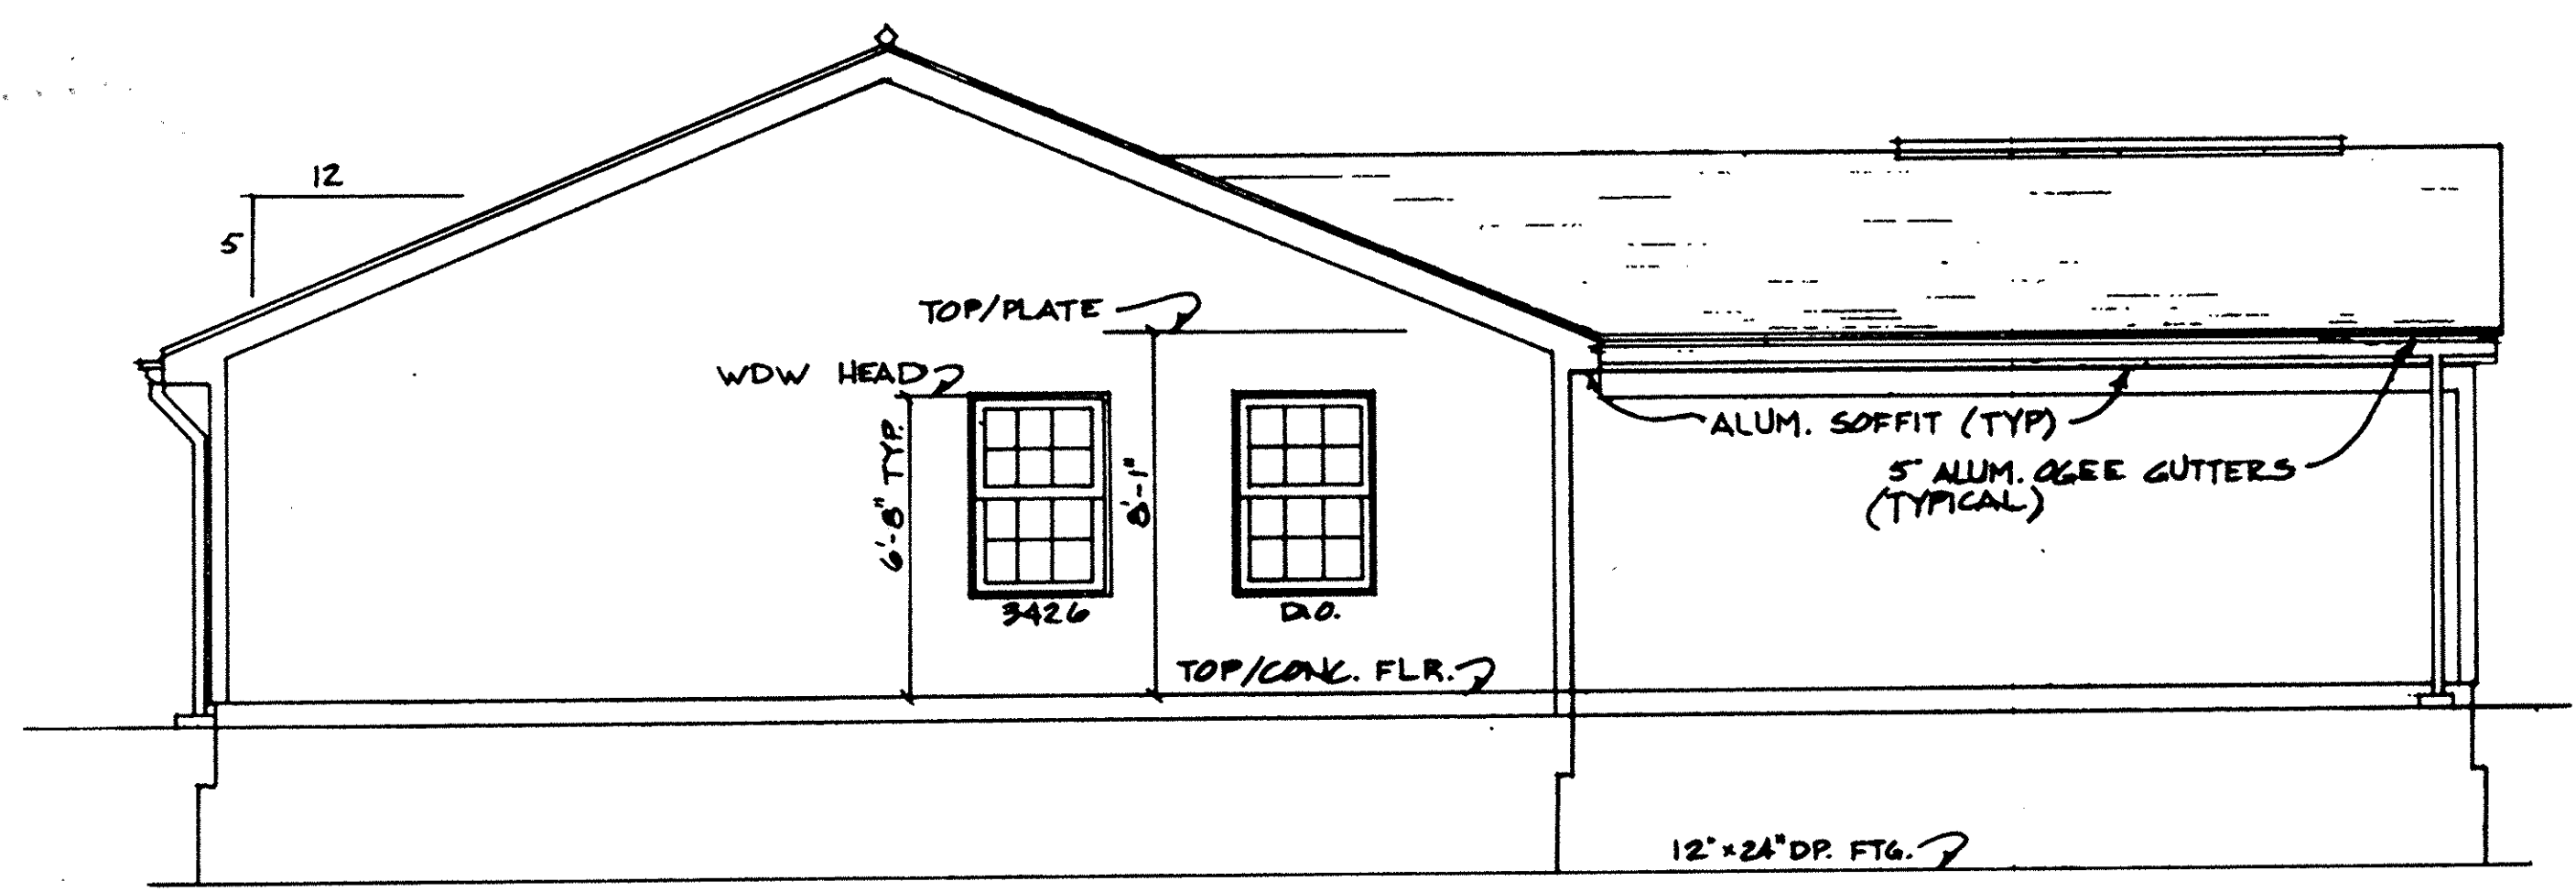 12
5
TOP/PLATE
WDW HEAD
6'-8" TYP.
8'-1"
3426
D.O.
ALUM. SOFFIT (TYP)
5" ALUM. OGEE GUTTERS
(TYPICAL)
TOP/CONC. FLR.
12"x24" DP. FTG.